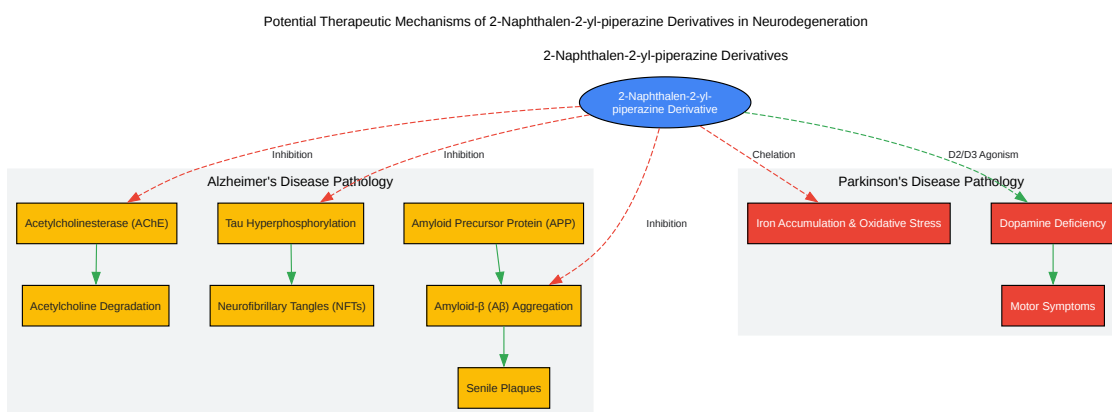 Potential Therapeutic Mechanisms of 2-Naphthalen-2-yl-piperazine Derivatives in Neurodegeneration
2-Naphthalen-2-yl-piperazine Derivatives
2-Naphthalen-2-yl-
piperazine Derivative
Inhibition
Inhibition
Chelation
D2/D3 Agonism
Alzheimer's Disease Pathology
Parkinson's Disease Pathology
Acetylcholinesterase (AChE)
Tau Hyperphosphorylation
Amyloid Precursor Protein (APP)
Inhibition
Iron Accumulation & Oxidative Stress
Dopamine Deficiency
Acetylcholine Degradation
Neurofibrillary Tangles (NFTs)
Amyloid-β (Aβ) Aggregation
Motor Symptoms
Senile Plaques